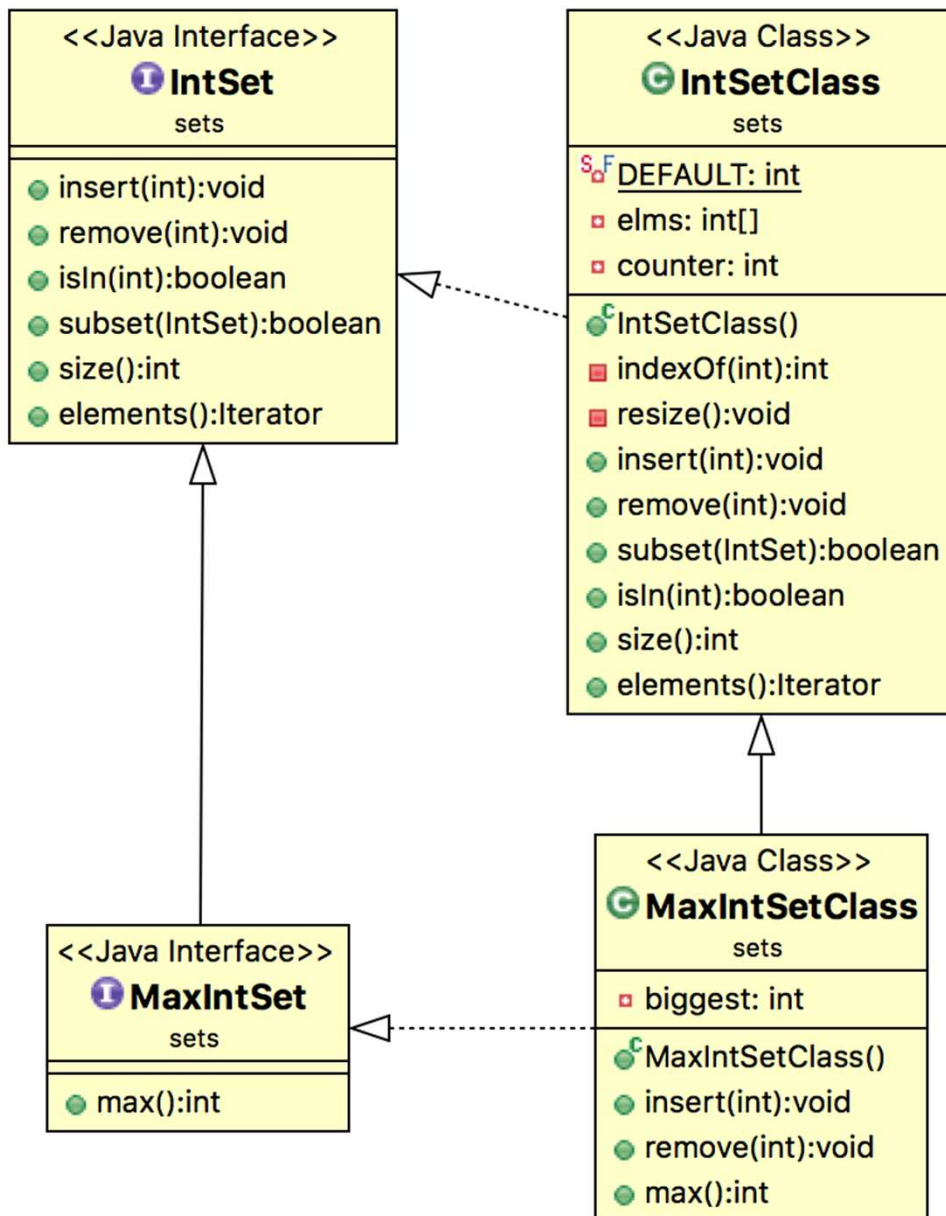 <<Java Interface>>
I IntSet
sets
insert(int):void
remove(int):void
isIn(int):boolean
subset(IntSet):boolean
size():int
elements():Iterator
<<Java Class>>
C IntSetClass
sets
S F DEFAULT: int
elms: int[]
counter: int
C IntSetClass()
indexOf(int):int
resize():void
insert(int):void
remove(int):void
subset(IntSet):boolean
isIn(int):boolean
size():int
elements():Iterator
<<Java Interface>>
I MaxIntSet
sets
max():int
<<Java Class>>
C MaxIntSetClass
sets
biggest: int
C MaxIntSetClass()
insert(int):void
remove(int):void
max():int